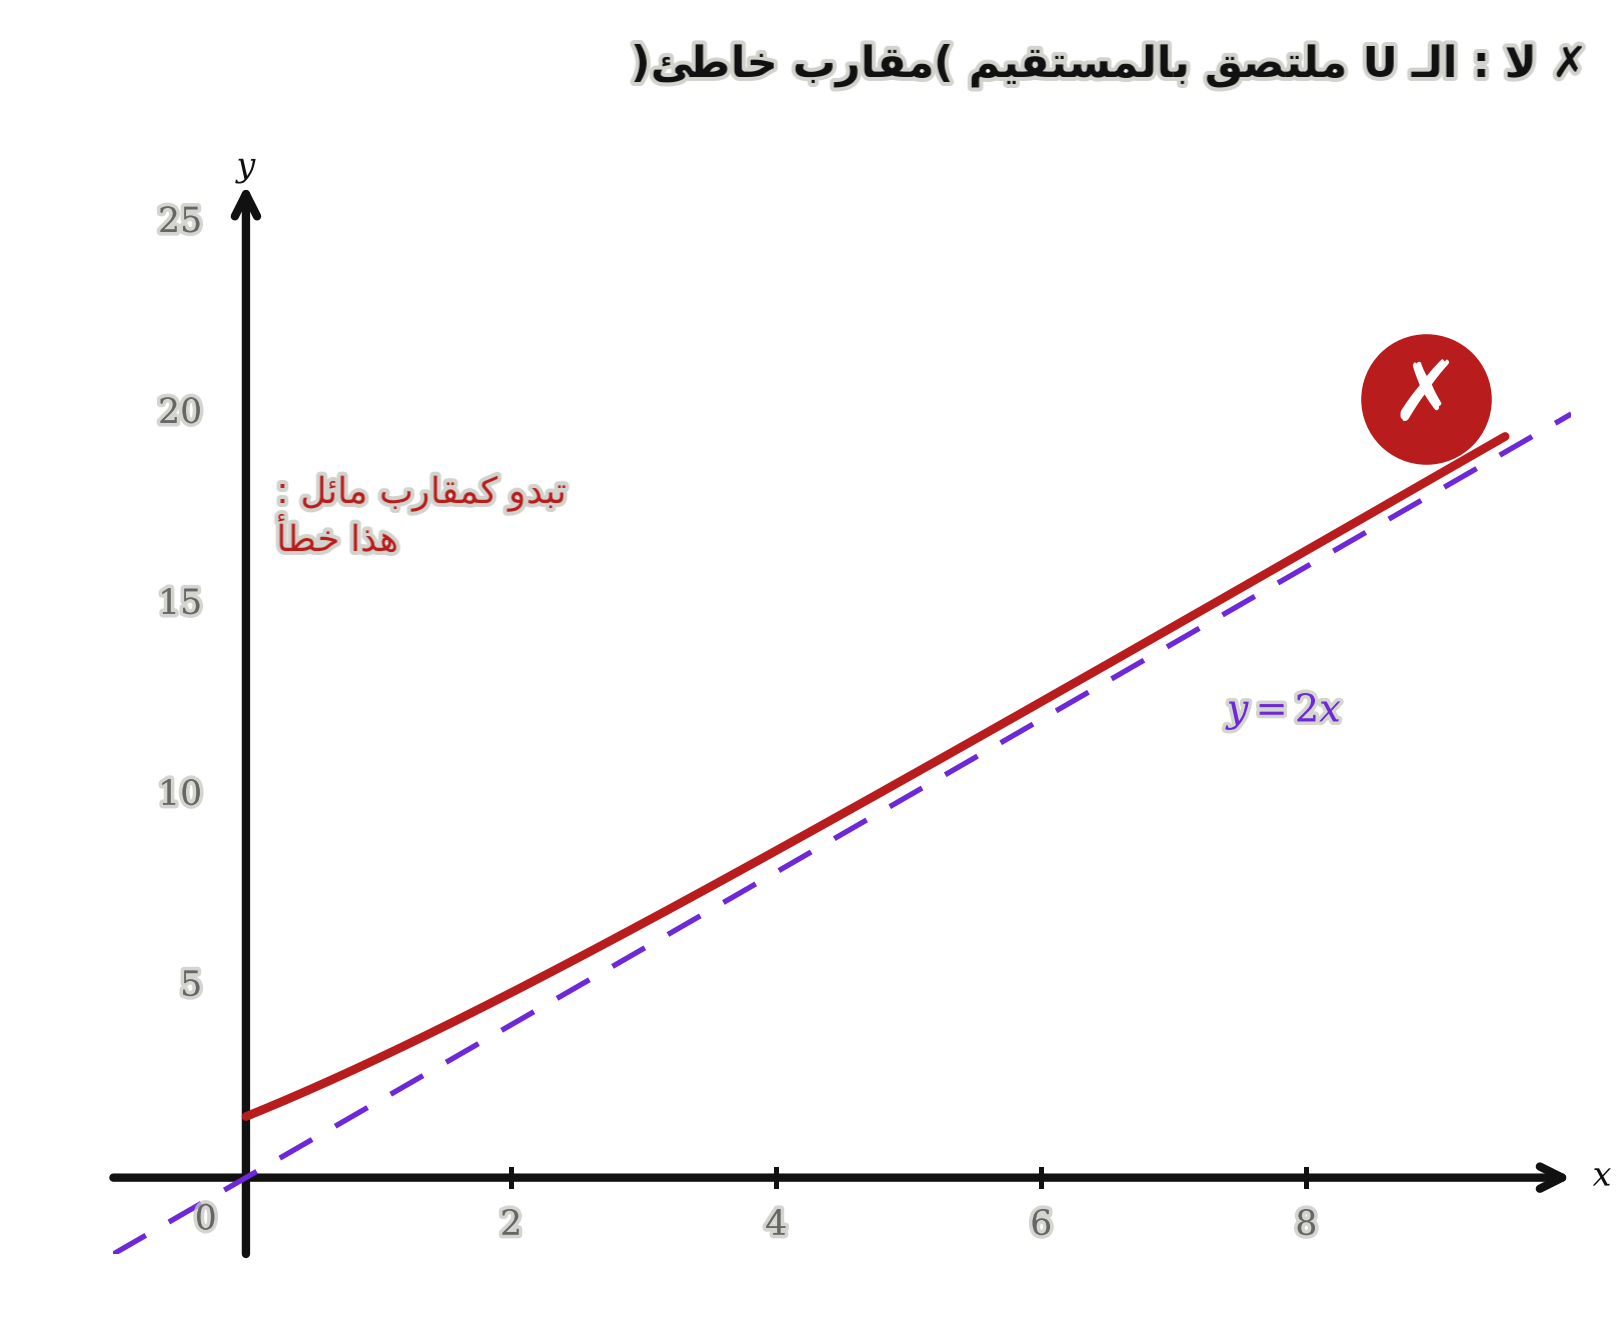 ✗ لا : الـ U ملتصق بالمستقيم (مقارب خاطئ)
y
25
20
✗
تبدو كمقارب مائل :
هذا خطأ
15
y = 2x
10
5
x
0
2
4
6
8